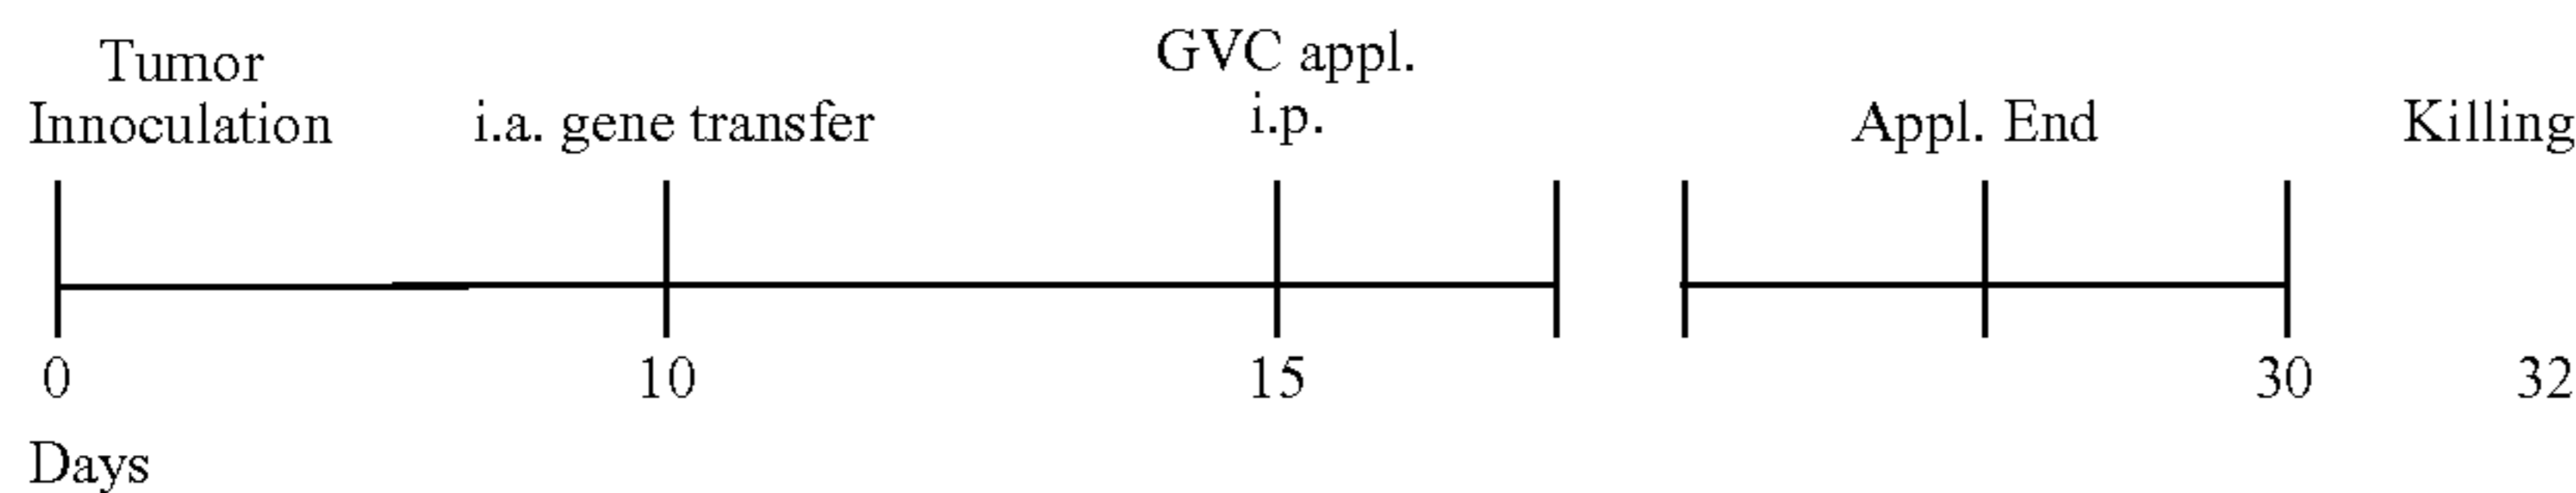 Tumor
Innoculation
i.a. gene transfer
GVC appl.
i.p.
Appl. End
Killing
0
10
15
30
32
Days